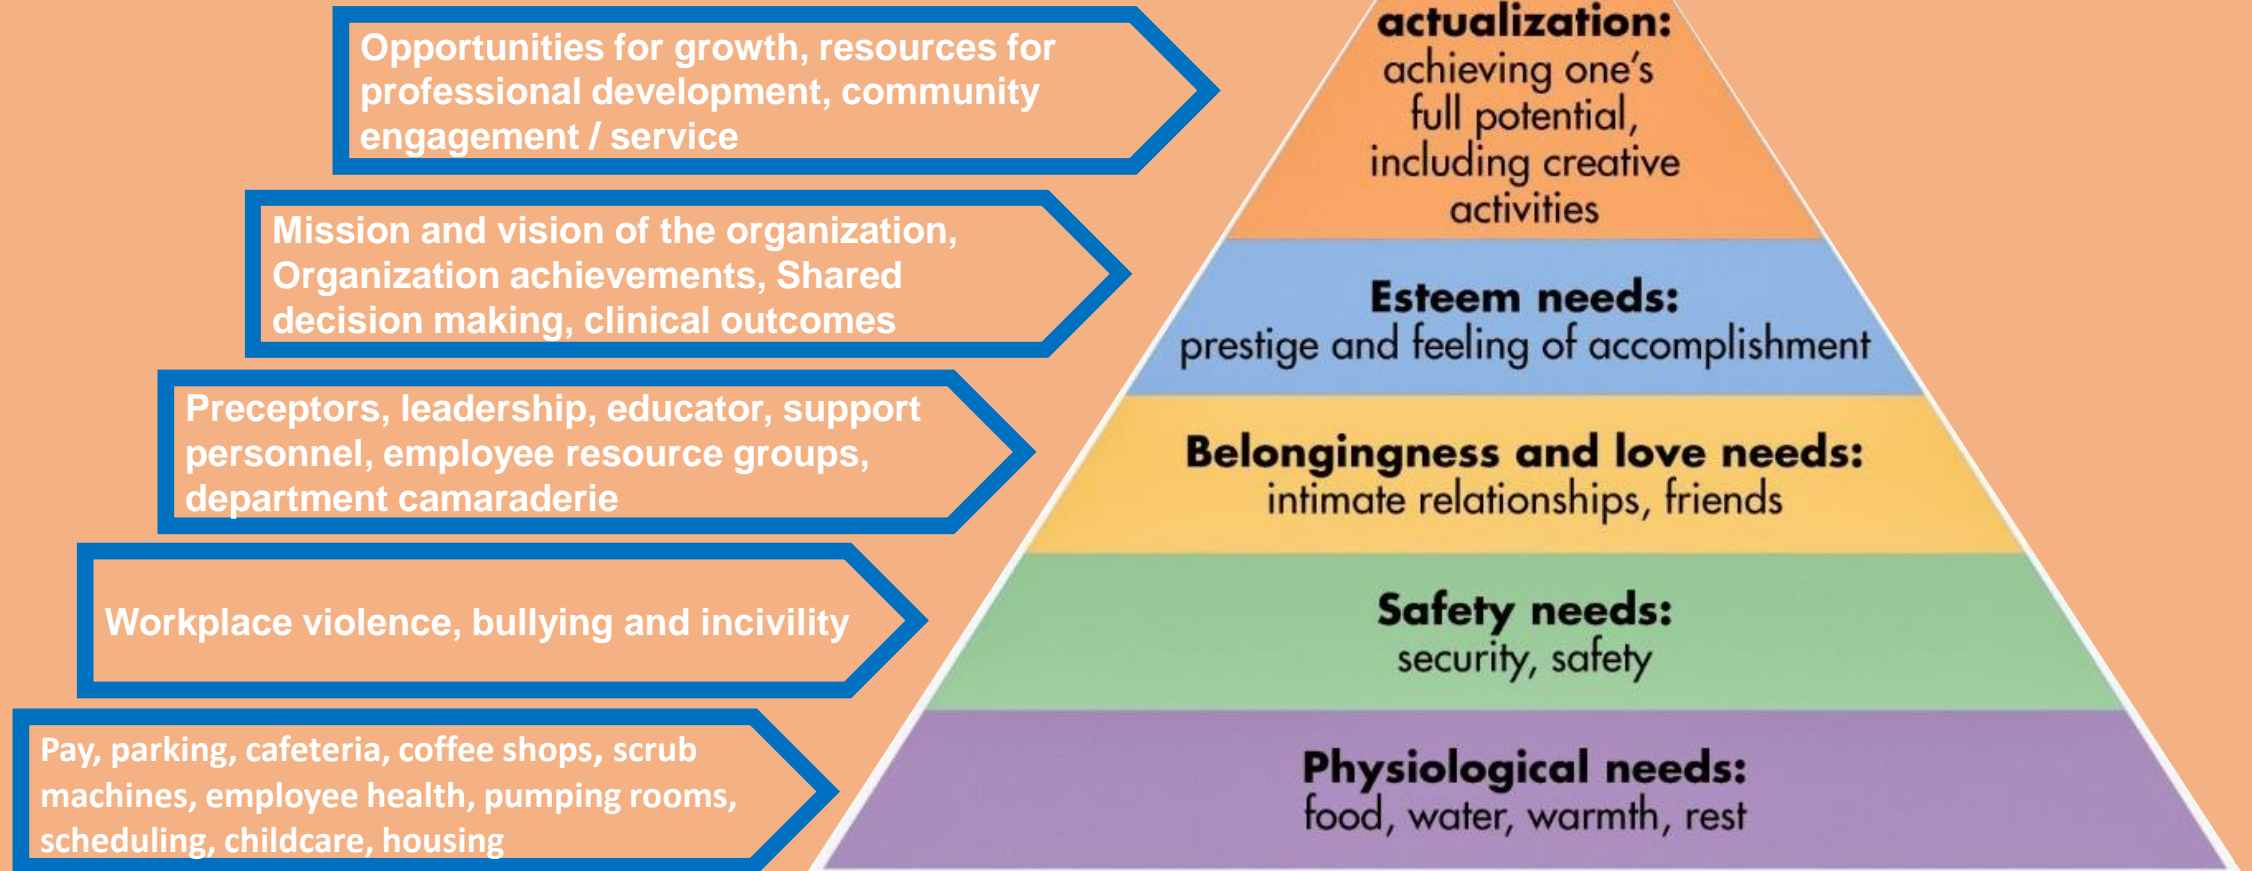 Opportunities for growth, resources for
professional development, community
engagement / service
actualization:
achieving one's
full potential,
including creative
activities
Mission and vision of the organization,
Organization achievements, Shared
decision making, clinical outcomes
Esteem needs:
prestige and feeling of accomplishment
Preceptors, leadership, educator, support
personnel, employee resource groups,
department camaraderie
Belongingness and love needs:
intimate relationships, friends
Workplace violence, bullying and incivility
Safety needs:
security, safety
Pay, parking, cafeteria, coffee shops, scrub
machines, employee health, pumping rooms,
scheduling, childcare, housing
Physiological needs:
food, water, warmth, rest